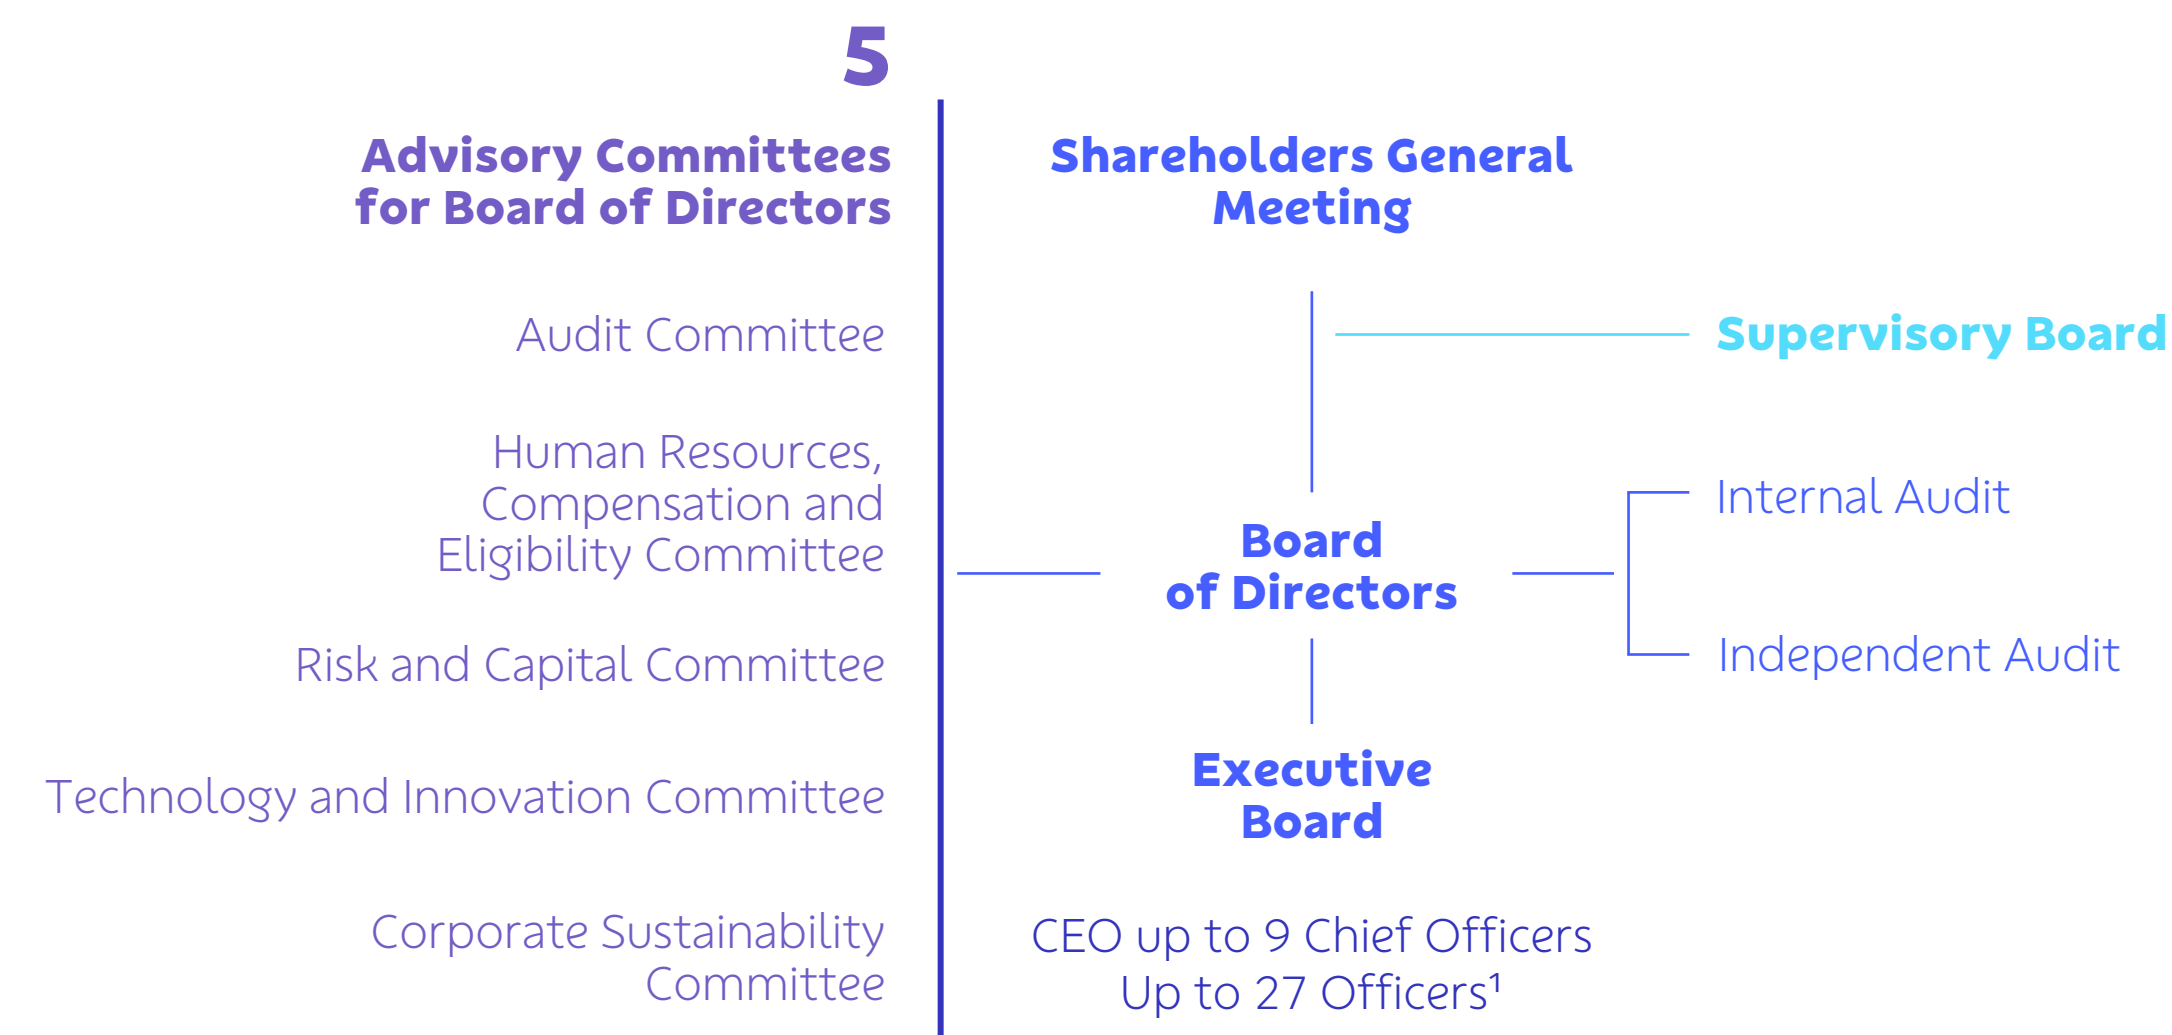 5
Advisory Committees
for Board of Directors
Audit Committee
Human Resources,
Compensation and
Eligibility Committee
Risk and Capital Committee
Technology and Innovation Committee
Corporate Sustainability
Committee
Shareholders General
Meeting
Supervisory Board
Board
of Directors
Internal Audit
Independent Audit
Executive
Board
CEO up to 9 Chief Officers
Up to 27 Officers¹